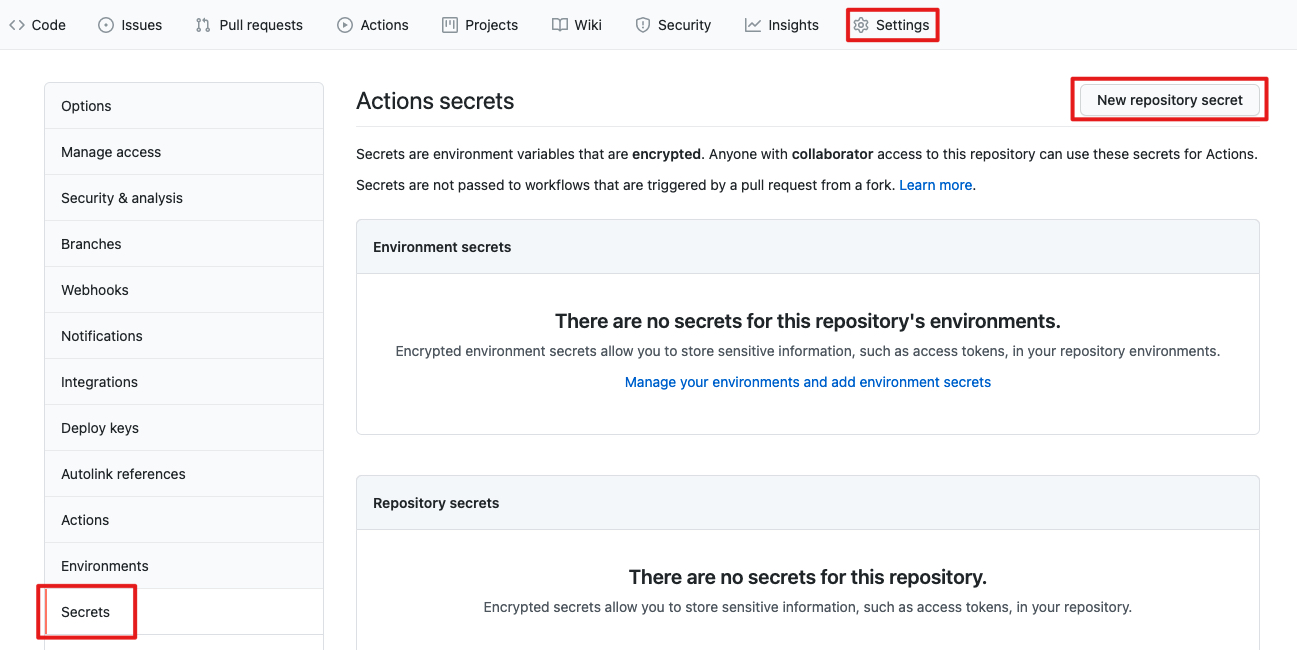 Code Issues Pull requests Actions Projects Wiki Security Insights Settings
Options
Manage access
Security & analysis
Branches
Webhooks
Notifications
Integrations
Deploy keys
Autolink references
Actions
Environments
Secrets
Actions secrets
New repository secret
Secrets are environment variables that are encrypted. Anyone with collaborator access to this repository can use these secrets for Actions.
Secrets are not passed to workflows that are triggered by a pull request from a fork. Learn more.
Environment secrets
There are no secrets for this repository's environments.
Encrypted environment secrets allow you to store sensitive information, such as access tokens, in your repository environments.
Manage your environments and add environment secrets
Repository secrets
There are no secrets for this repository.
Encrypted secrets allow you to store sensitive information, such as access tokens, in your repository.